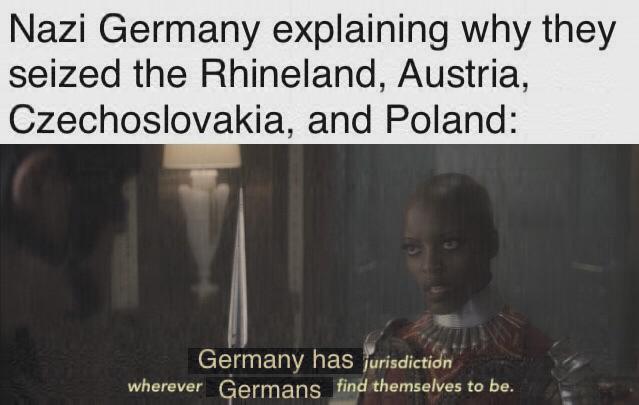 Nazi Germany explaining why they
seized the Rhineland, Austria,
Czechoslovakia, and Poland:
Germany has jurisdiction
wherever Germans find themselves to be.